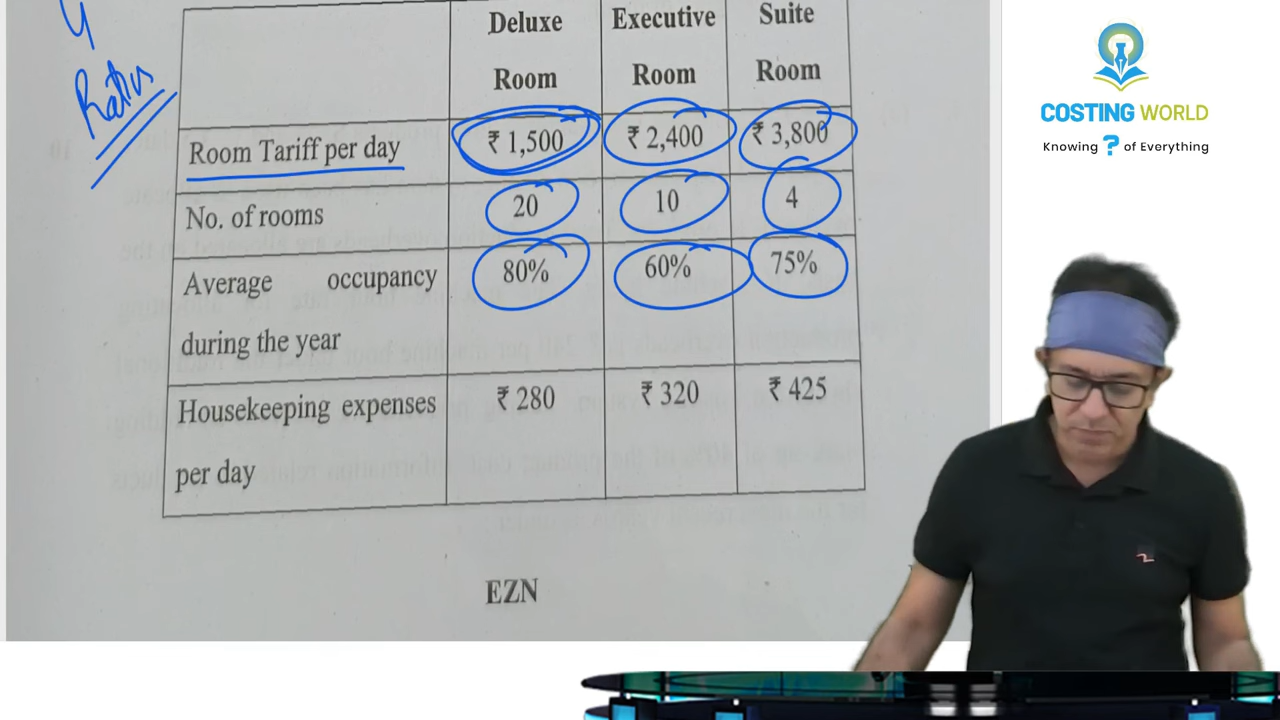 Ratios
Deluxe Room
Executive Room
Suite Room
Room Tariff per day
₹ 1,500
₹ 2,400
₹ 3,800
No. of rooms
20
10
4
Average occupancy
during the year
80%
60%
75%
Housekeeping expenses
per day
₹ 280
₹ 320
₹ 425
EZN
COSTING WORLD
Knowing ? of Everything